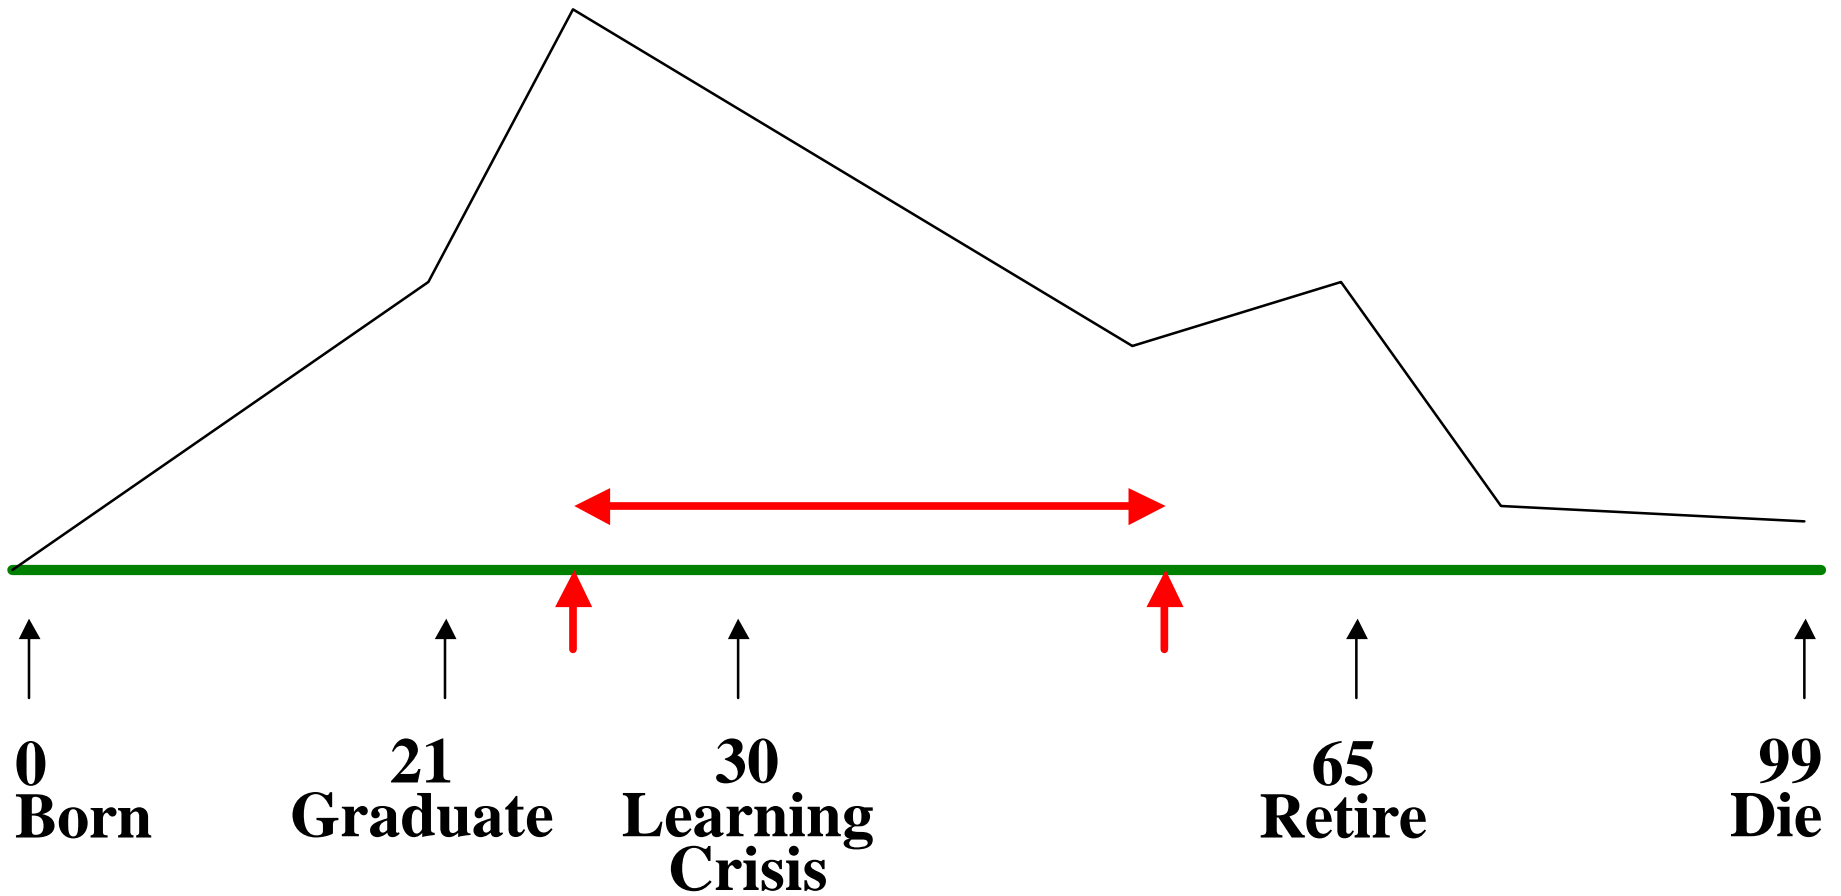 0
Born
21
Graduate
30
Learning
Crisis
65
Retire
99
Die